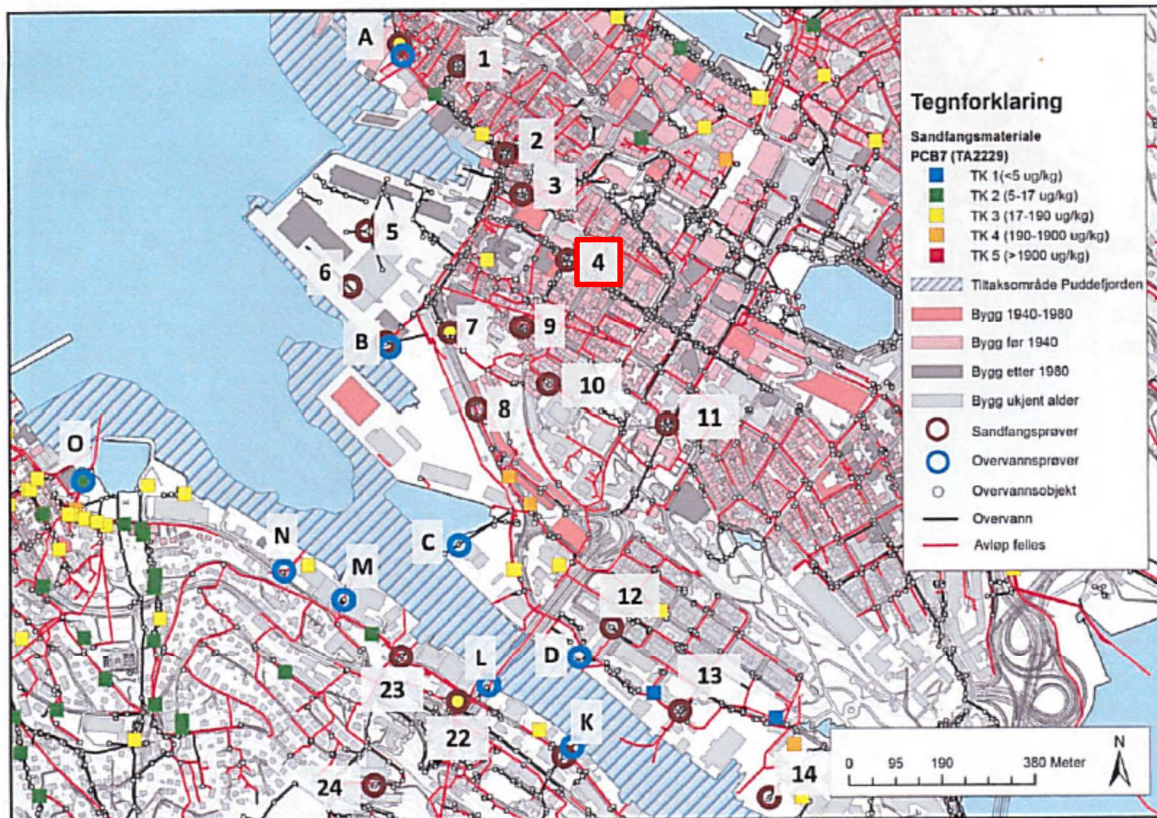 A
1
2
3
4
5
6
7
9
B
10
8
11
O
C
N
M
12
D
L
13
23
K
22
24
14
Tegnforklaring
Sandfangsmateriale
PCB7 (TA2229)
TK 1(<5 ug/kg)
TK 2 (5-17 ug/kg)
TK 3 (17-190 ug/kg)
TK 4 (190-1900 ug/kg)
TK 5 (>1900 ug/kg)
Tiltaksområde Puddefjorden
Bygg 1940-1980
Bygg før 1940
Bygg etter 1980
Bygg ukjent alder
Sandfangsprøver
Overvannsprøver
Overvannsobjekt
Overvann
Avløp felles
N
0 95 190 380 Meter